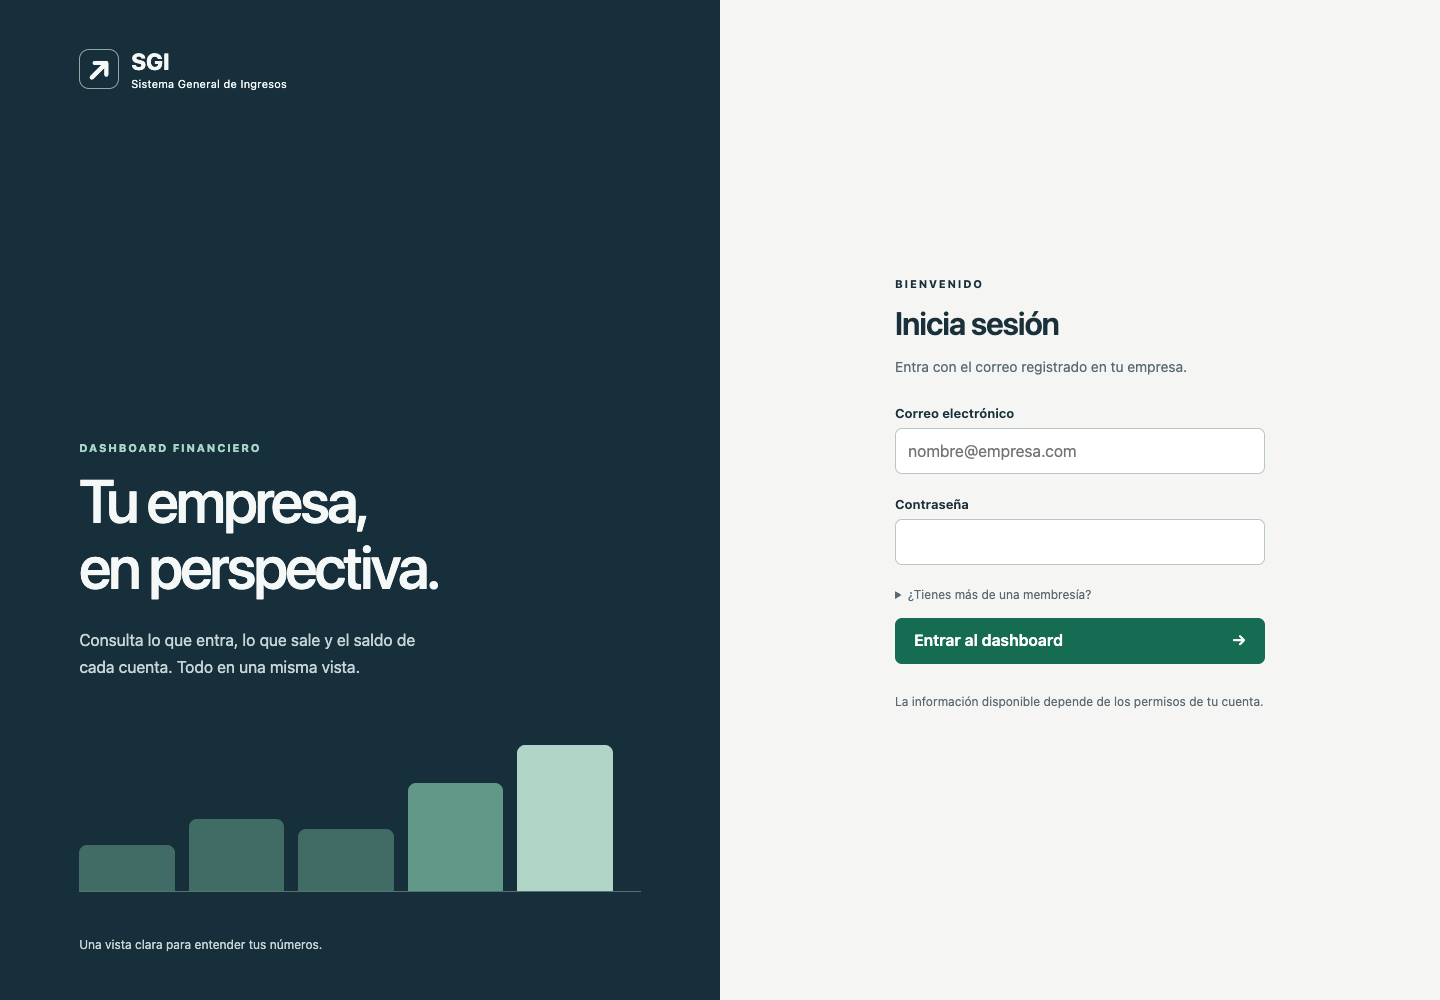 SGI
Sistema General de Ingresos
DASHBOARD FINANCIERO
Tu empresa,
en perspectiva.
Consulta lo que entra, lo que sale y el saldo de
cada cuenta. Todo en una misma vista.
Una vista clara para entender tus números.
BIENVENIDO
Inicia sesión
Entra con el correo registrado en tu empresa.
Correo electrónico
nombre@empresa.com
Contraseña
¿Tienes más de una membresía?
Entrar al dashboard
La información disponible depende de los permisos de tu cuenta.